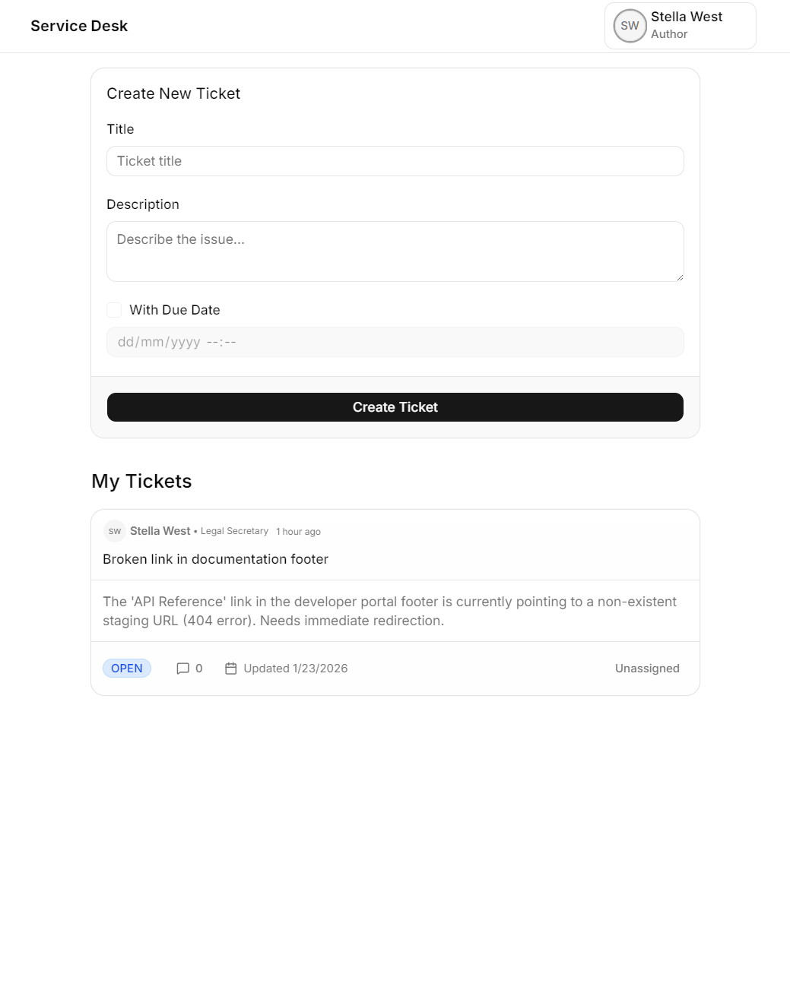 Service Desk
SW
Stella West
Author
Create New Ticket
Title
Ticket title
Description
Describe the issue...
With Due Date
dd/mm/yyyy --:--
Create Ticket
My Tickets
SW Stella West • Legal Secretary 1 hour ago
Broken link in documentation footer
The 'API Reference' link in the developer portal footer is currently pointing to a non-existent
staging URL (404 error). Needs immediate redirection.
OPEN 0 Updated 1/23/2026 Unassigned